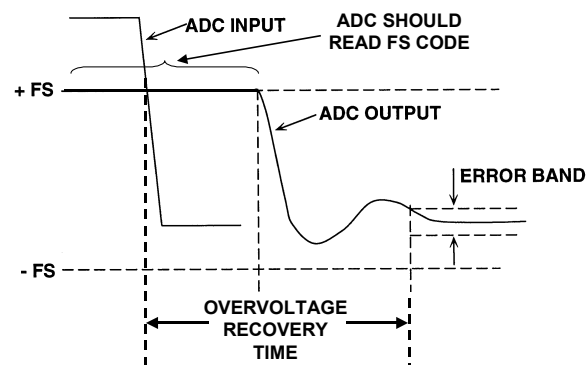 ADC INPUT
ADC SHOULD
READ FS CODE
+ FS
ADC OUTPUT
ERROR BAND
- FS
OVERVOLTAGE
RECOVERY
TIME